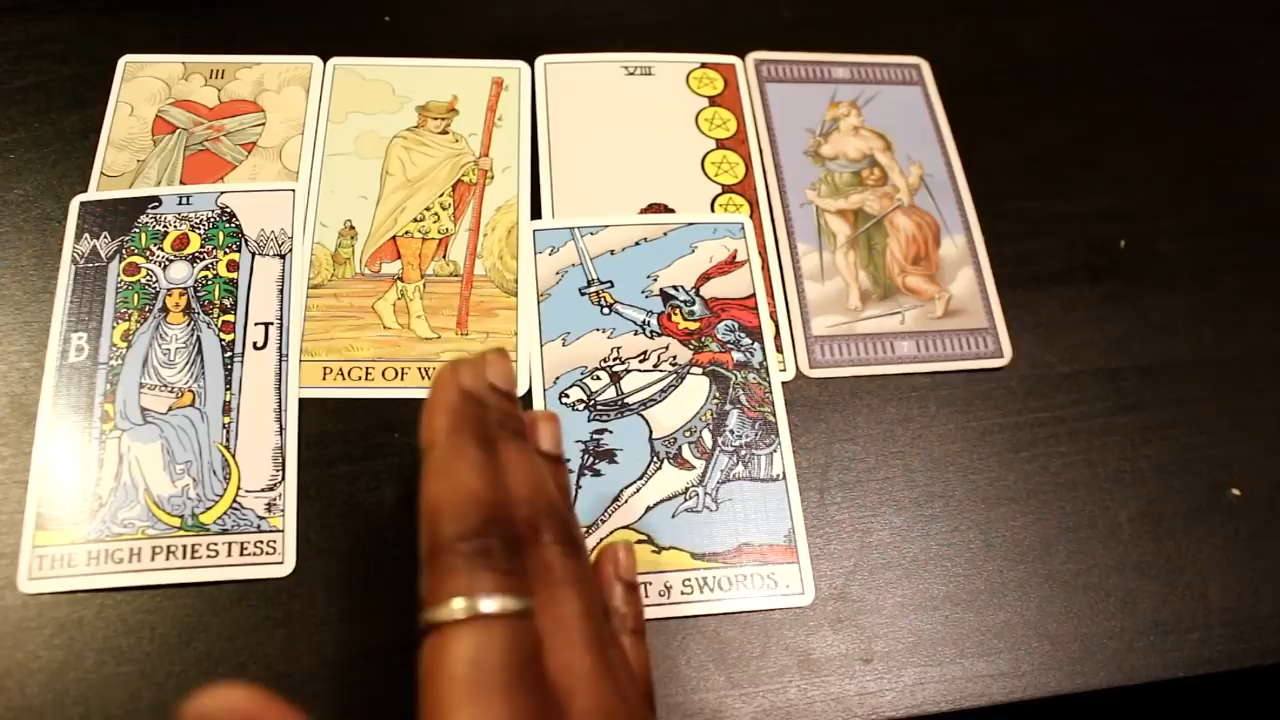 III
VIII
II
B
J
PAGE OF W
THE HIGH PRIESTESS.
T of SWORDS.